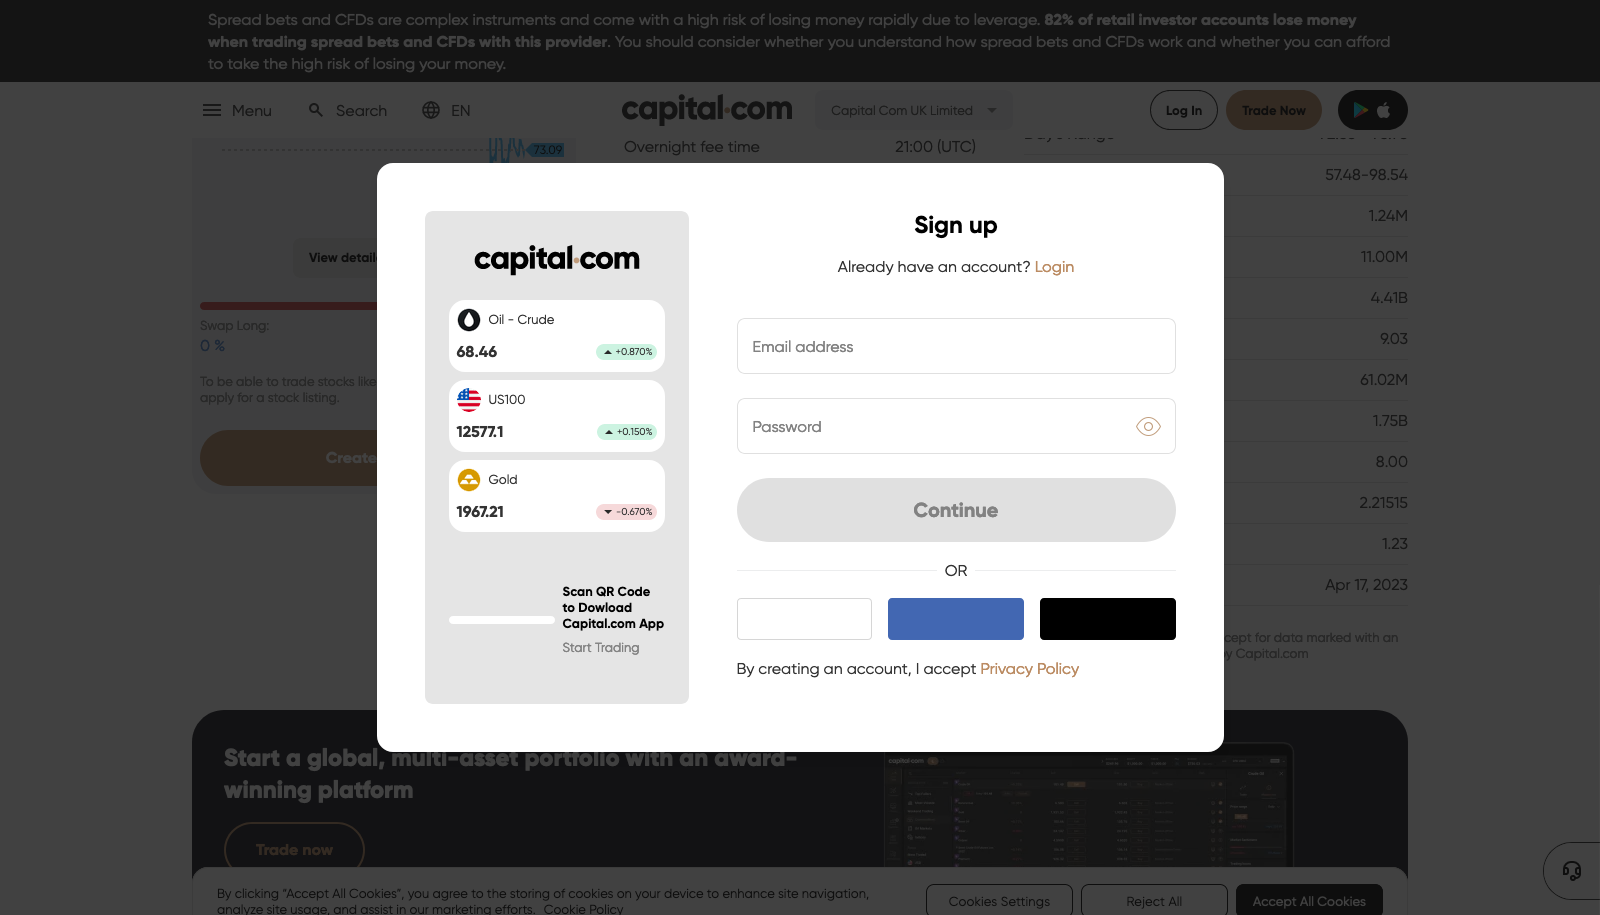 Spread bets and CFDs are complex instruments and come with a high risk of losing money rapidly due to leverage. 82% of retail investor accounts lose money
when trading spread bets and CFDs with this provider. You should consider whether you understand how spread bets and CFDs work and whether you can afford
to take the high risk of losing your money.
Menu
Search
EN
capital.com
Capital Com UK Limited
Log In
Trade Now
73.09
Overnight fee time
21:00 (UTC)
57.48-98.54
1.24M
11.00M
4.41B
9.03
61.02M
1.75B
8.00
2.21515
1.23
Apr 17, 2023
View detail
Swap Long:
0 %
To be able to trade stocks like
apply for a stock listing.
Create
capital.com
Oil - Crude
68.46
+0.870%
US100
12577.1
+0.150%
Gold
1967.21
-0.670%
Scan QR Code
to Dowload
Capital.com App
Start Trading
Sign up
Already have an account? Login
Email address
Password
Continue
OR
By creating an account, I accept Privacy Policy
cept for data marked with an
by Capital.com
Start a global, multi-asset portfolio with an award-
winning platform
Trade now
capital.com
By clicking "Accept All Cookies", you agree to the storing of cookies on your device to enhance site navigation,
analyze site usage, and assist in our marketing efforts. Cookie Policy
Cookies Settings
Reject All
Accept All Cookies